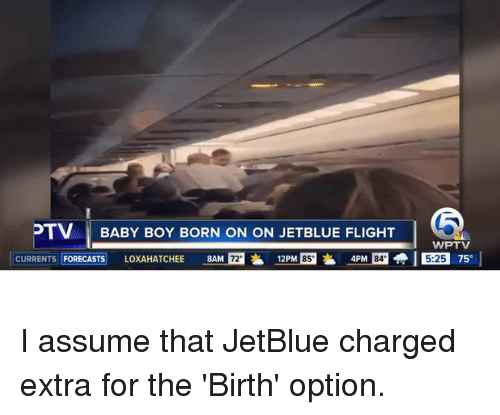 PTV
BABY BOY BORN ON ON JETBLUE FLIGHT
5
WPTV
CURRENTS FORECASTS LOXAHATCHEE 8AM 72° 12PM 85° 4PM 84° 5:25 75°
I assume that JetBlue charged
extra for the 'Birth' option.